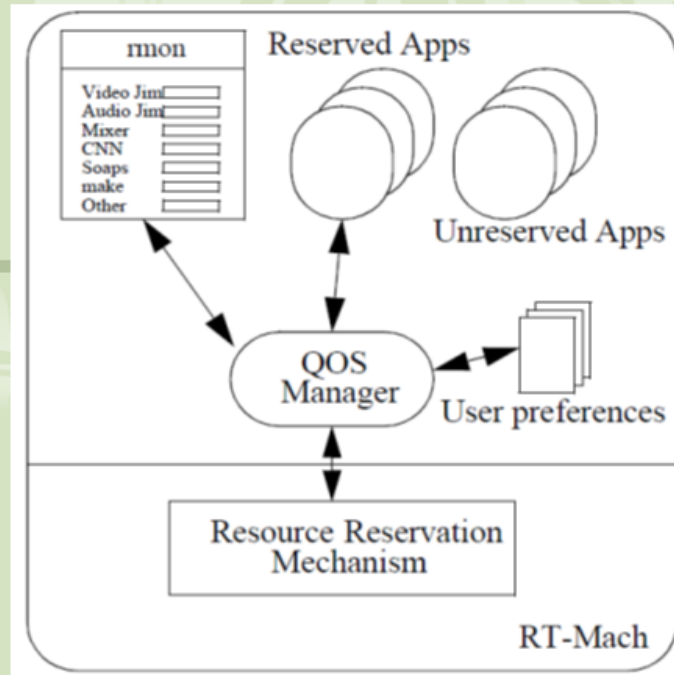 rmon
Video Jim
Audio Jim
Mixer
CNN
Soaps
make
Other
Reserved Apps
Unreserved Apps
QOS
Manager
User preferences
Resource Reservation
Mechanism
RT-Mach